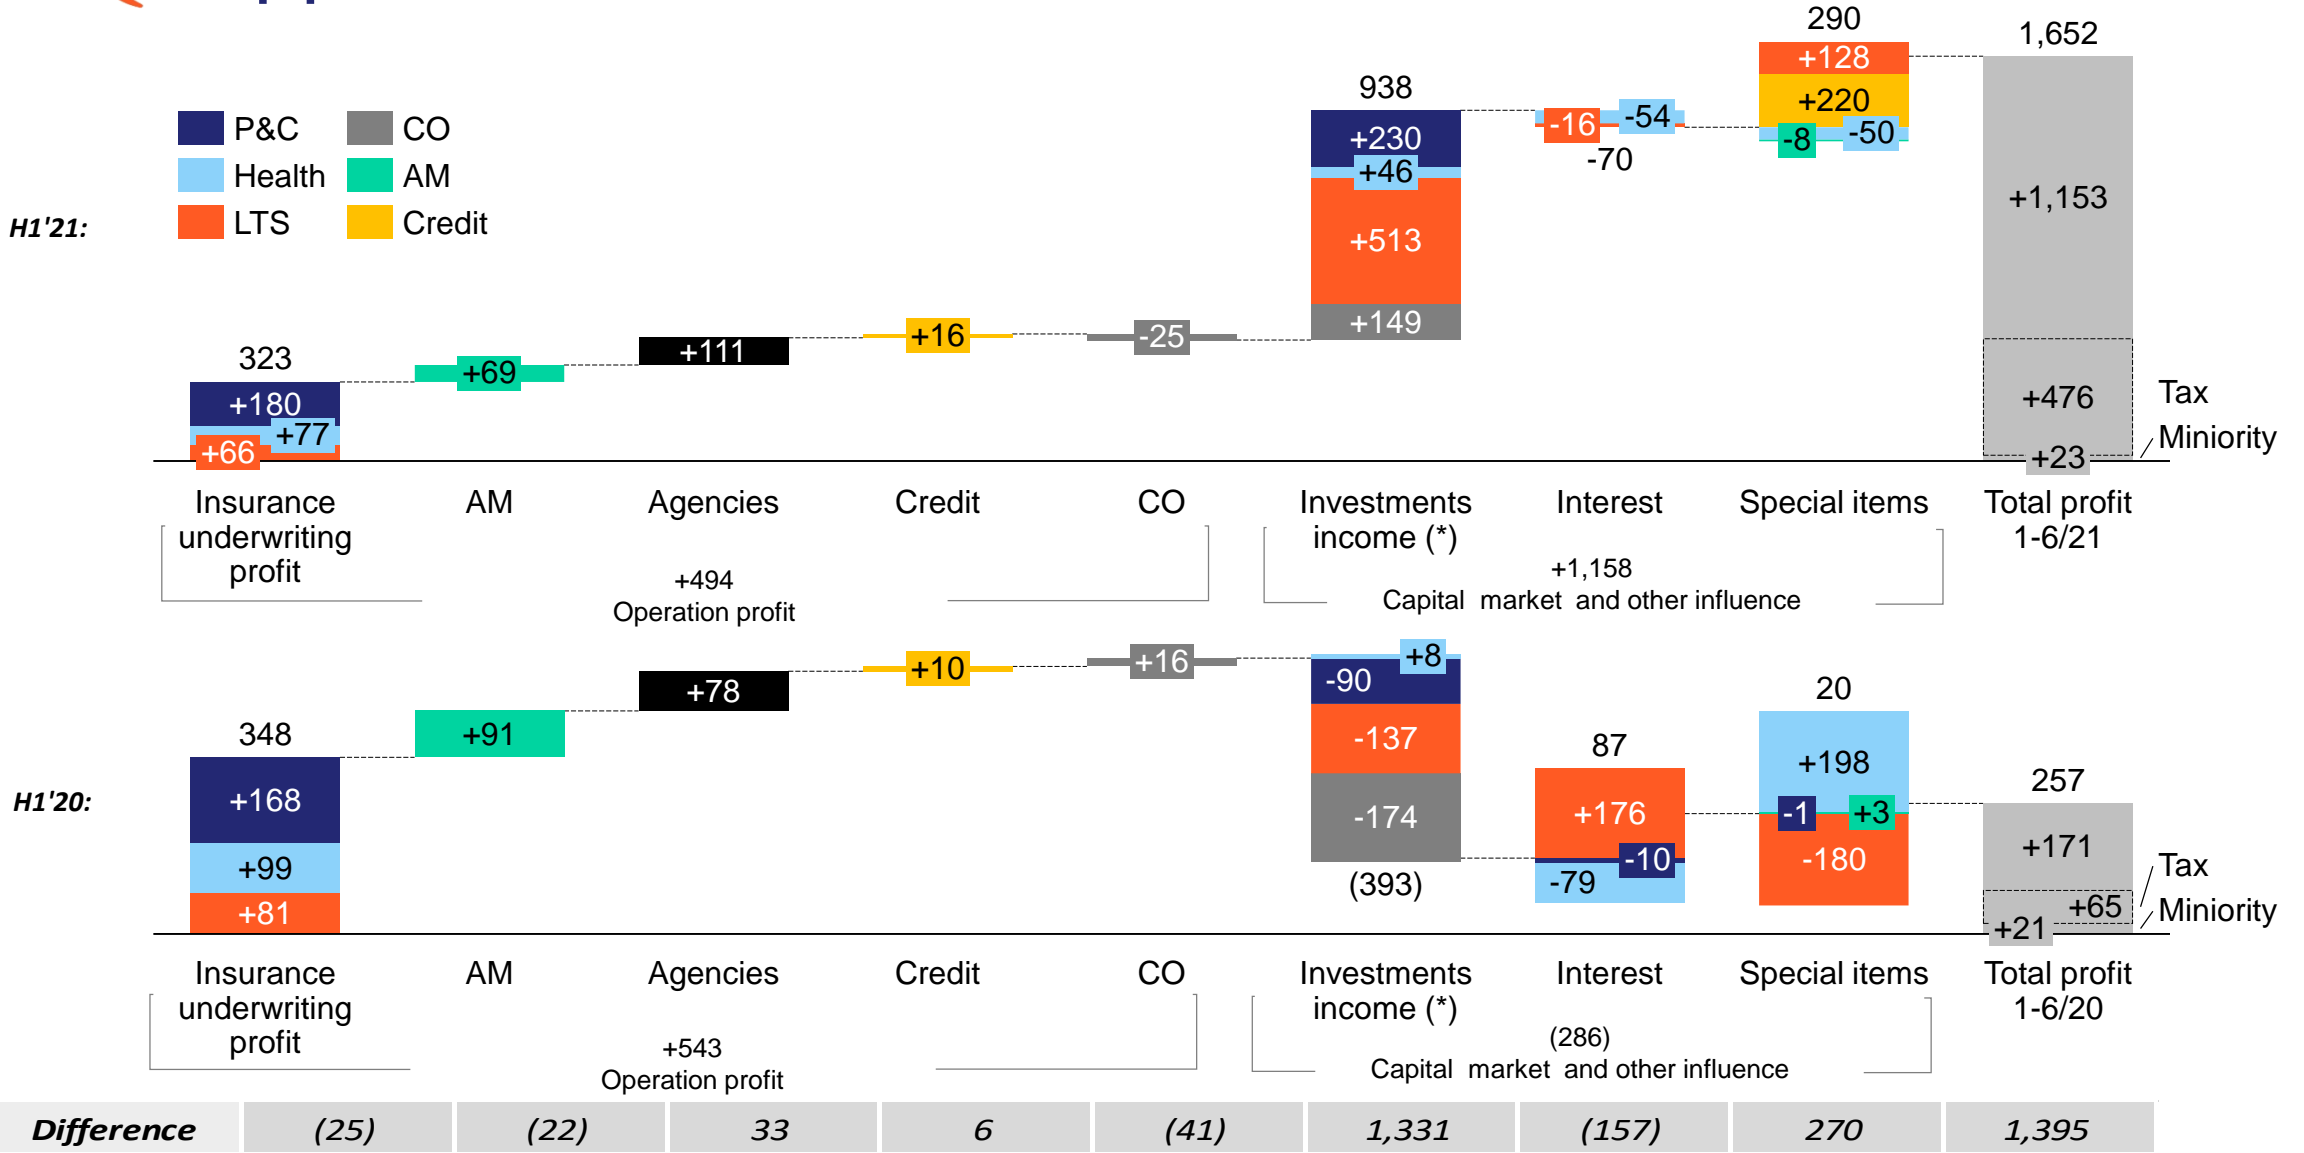 290
1,652
+128
938
+220
P&C
CO
-54
-16
+230
-50
-8
-70
Health
AM
+46
+1,153
LTS
Credit
H1'21:
+513
+149
+16
-25
+111
323
+69
+476
Tax
+180
+77
Miniority
+66
+23
Insurance
underwriting
profit
AM
Agencies
Credit
CO
Investments
income (*)
Interest
Special items
Total profit
1-6/21
+494
Operation profit
+1,158
Capital market and other influence
+8
+16
+10
-90
+78
20
348
+91
-137
87
+198
257
H1'20:
+168
-174
+176
-1
+3
+171
-180
Tax
+99
(393)
-79
-10
+65
Miniority
+81
+21
Insurance
underwriting
profit
AM
Agencies
Credit
CO
Investments
income (*)
Interest
Special items
Total profit
1-6/20
+543
Operation profit
(286)
Capital market and other influence
Difference (25) (22) 33 6 (41) 1,331 (157) 270 1,395